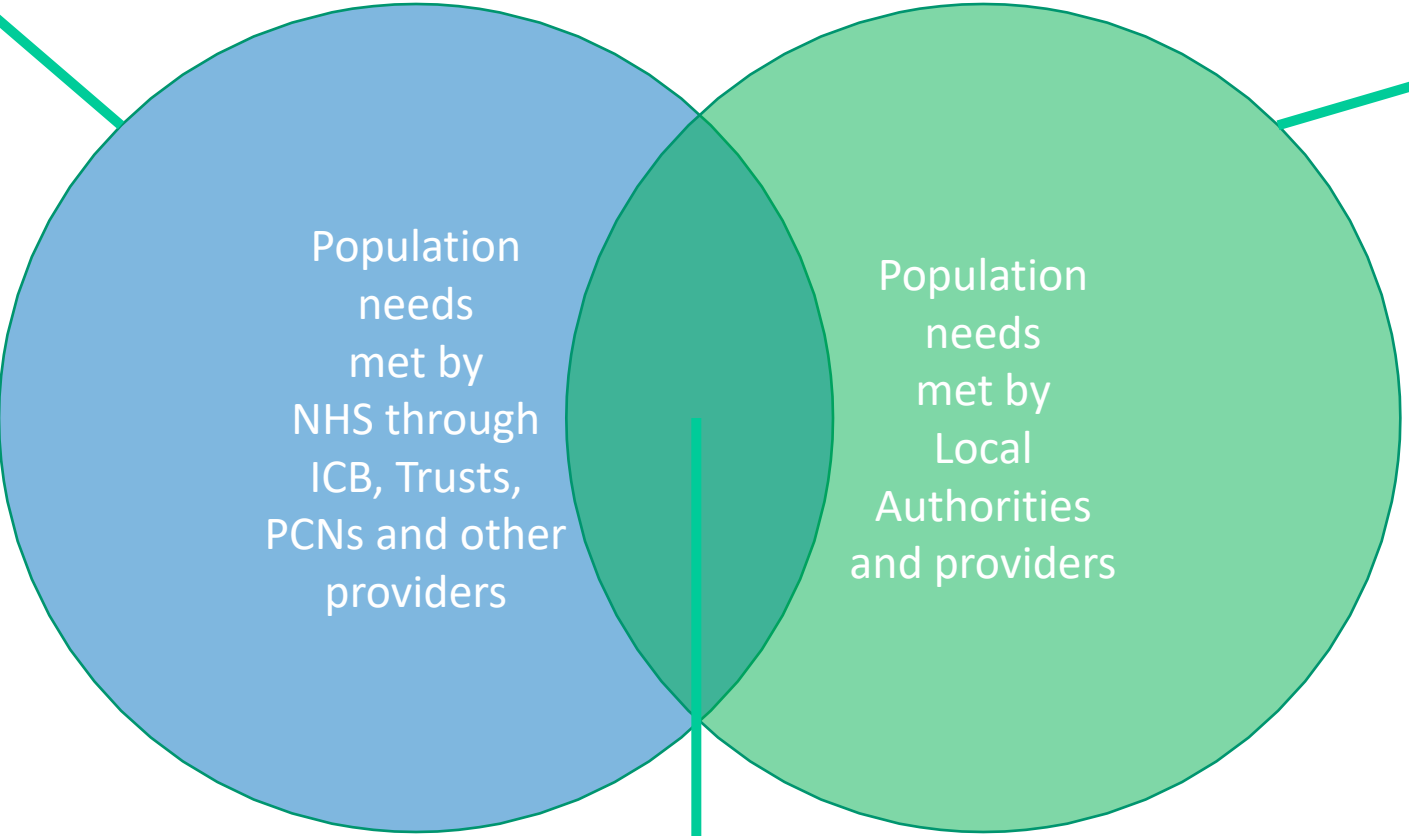 Population
needs
met by
NHS through
ICB, Trusts,
PCNs and other
providers
Population
needs
met by
Local
Authorities
and providers